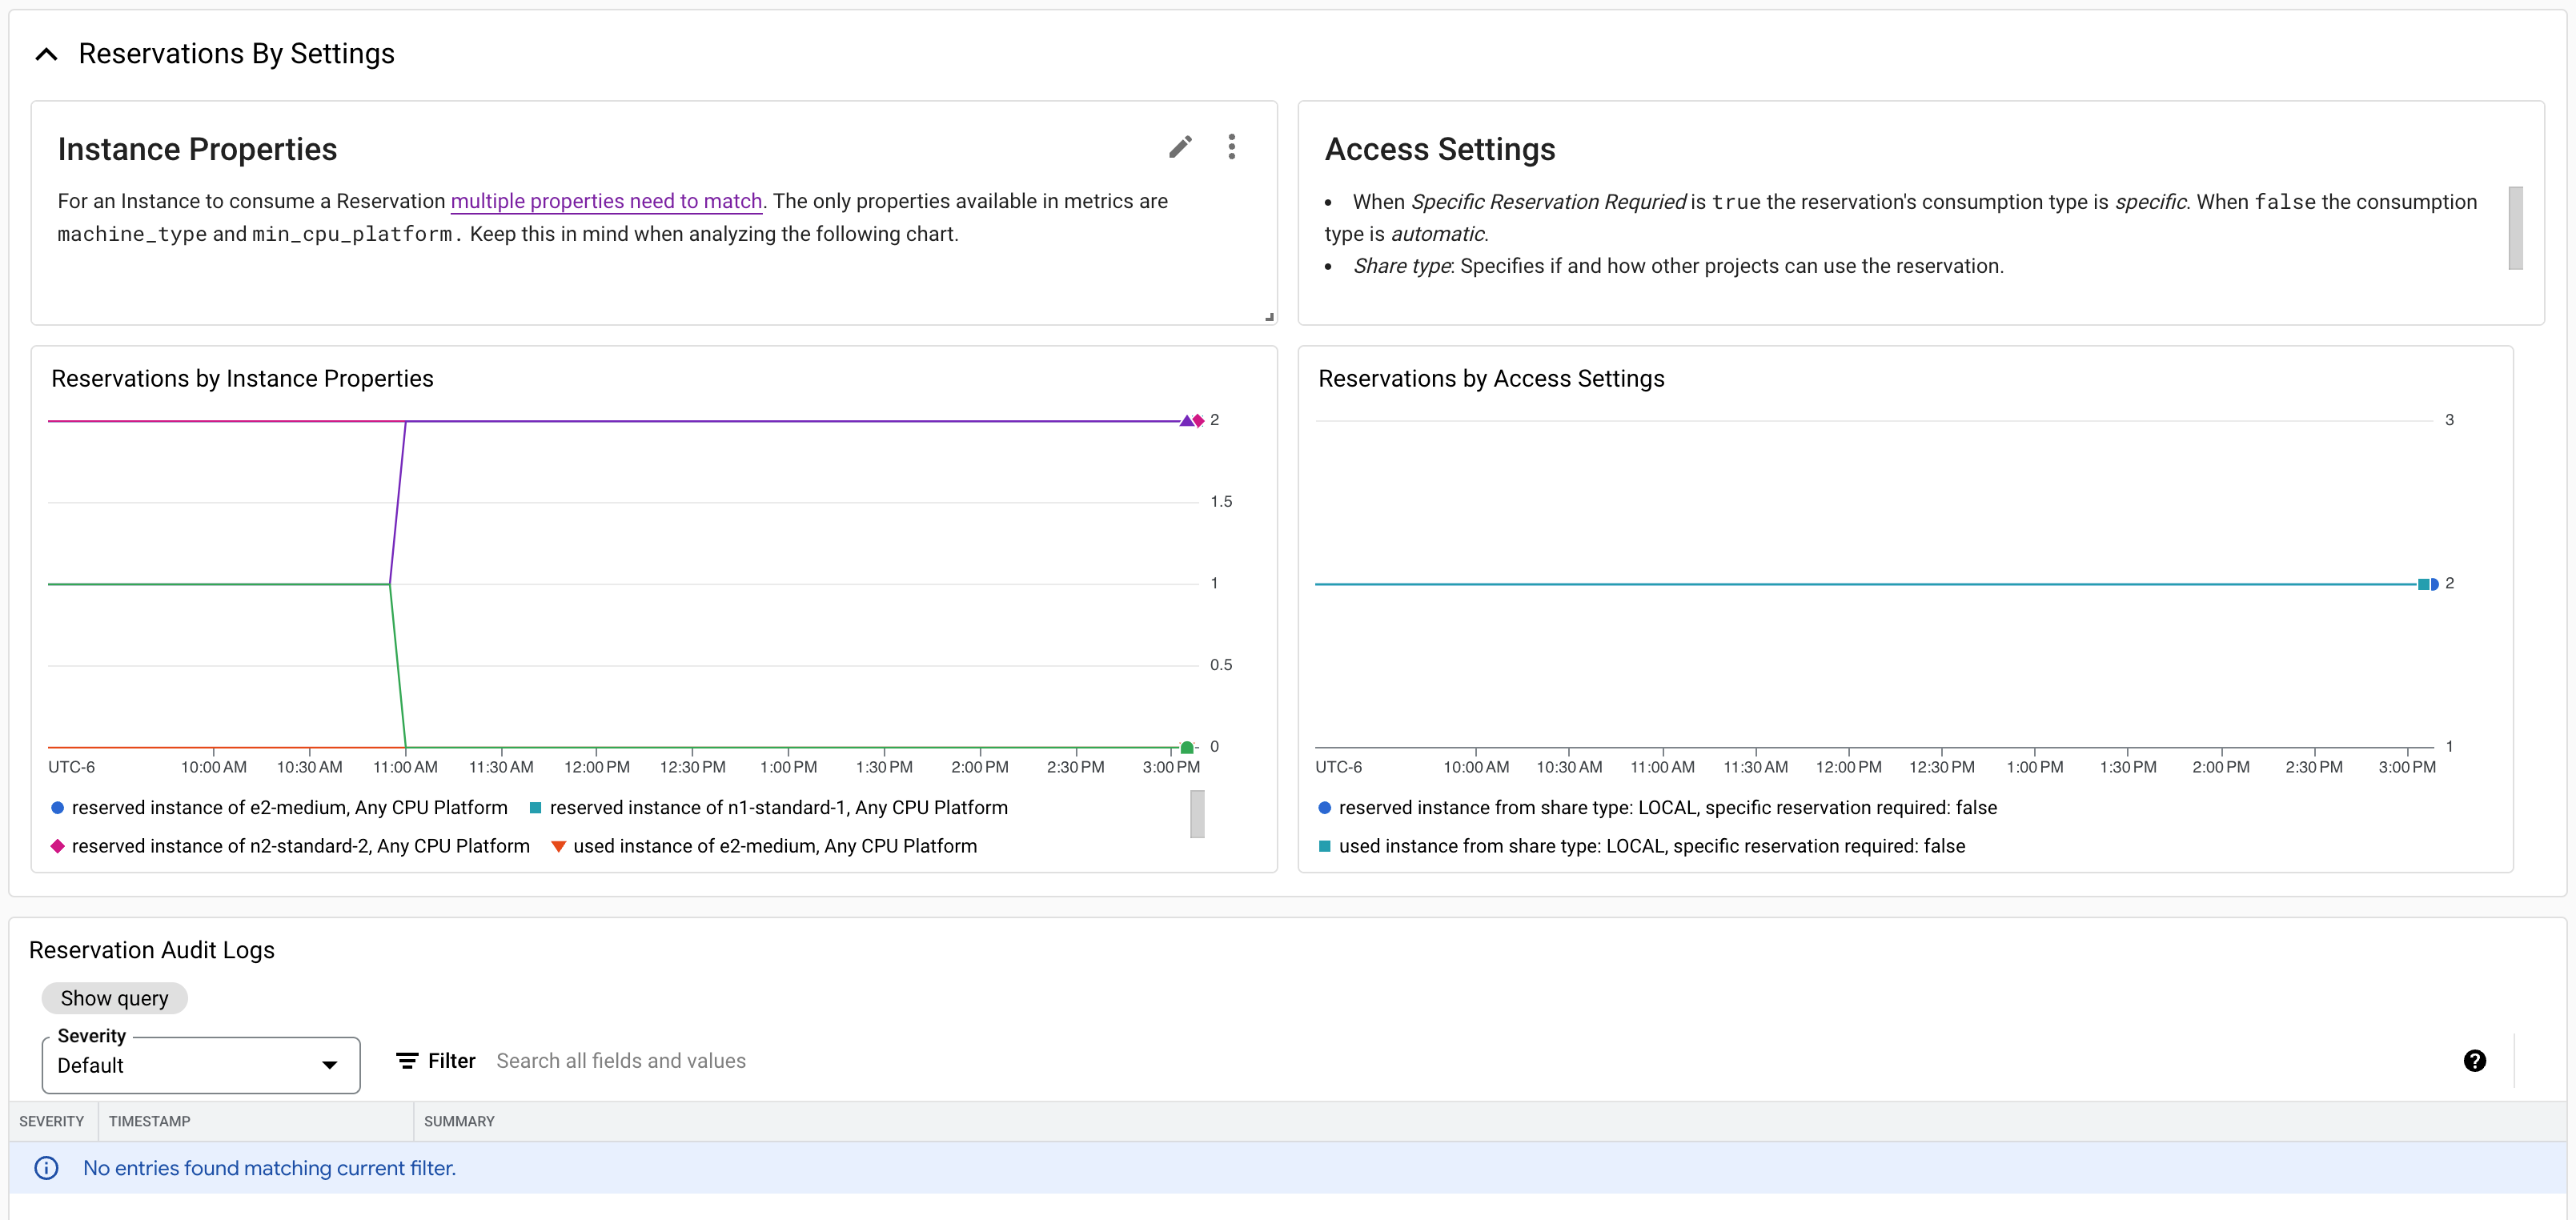 Reservations By Settings
Instance Properties
For an Instance to consume a Reservation multiple properties need to match. The only properties available in metrics are
machine_type and min_cpu_platform. Keep this in mind when analyzing the following chart.
Access Settings
• When Specific Reservation Requried is true the reservation's consumption type is specific. When false the consumption
type is automatic.
• Share type: Specifies if and how other projects can use the reservation.
Reservations by Instance Properties
2
1.5
1
0.5
0
UTC-6 10:00 AM 10:30 AM 11:00 AM 11:30 AM 12:00 PM 12:30 PM 1:00 PM 1:30 PM 2:00 PM 2:30 PM 3:00 PM
reserved instance of e2-medium, Any CPU Platform reserved instance of n1-standard-1, Any CPU Platform
reserved instance of n2-standard-2, Any CPU Platform used instance of e2-medium, Any CPU Platform
Reservations by Access Settings
3
2
1
UTC-6 10:00 AM 10:30 AM 11:00 AM 11:30 AM 12:00 PM 12:30 PM 1:00 PM 1:30 PM 2:00 PM 2:30 PM 3:00 PM
reserved instance from share type: LOCAL, specific reservation required: false
used instance from share type: LOCAL, specific reservation required: false
Reservation Audit Logs
Show query
Severity
Default
Filter Search all fields and values
SEVERITY TIMESTAMP SUMMARY
No entries found matching current filter.